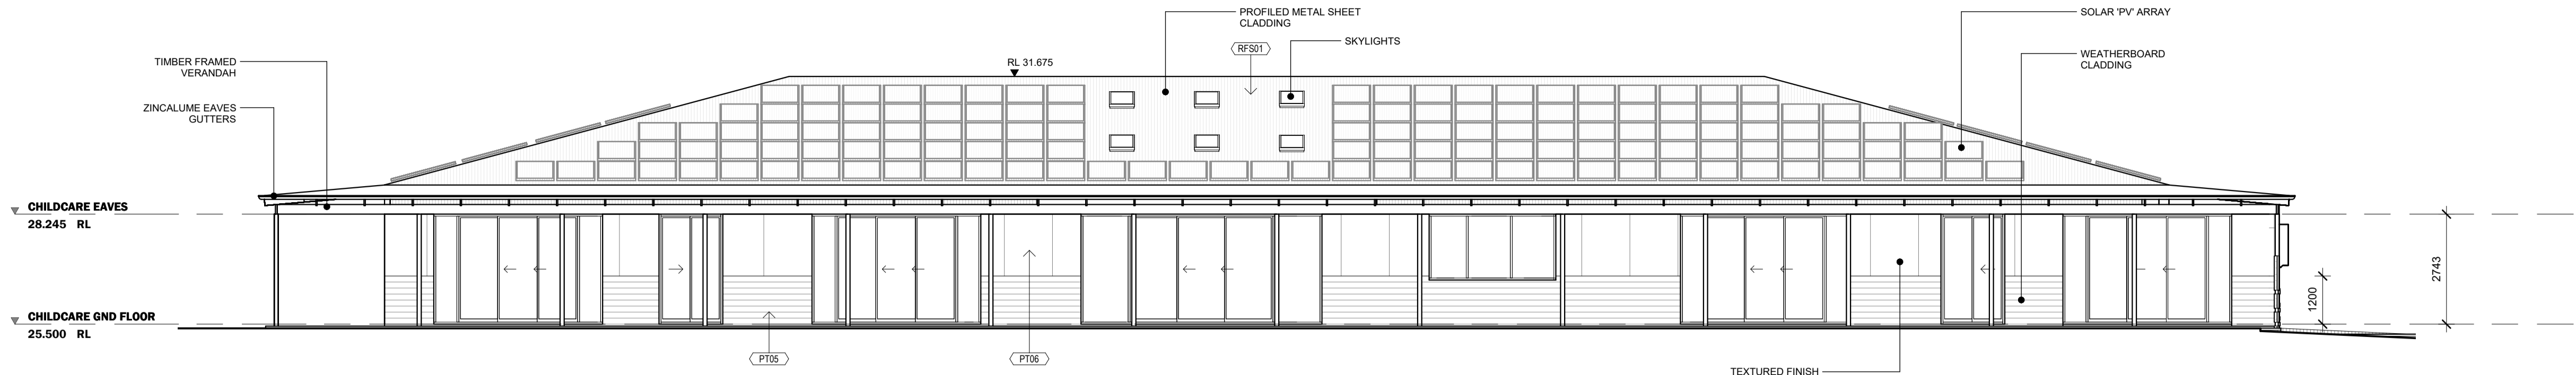 PROFILED METAL SHEET
CLADDING
SOLAR 'PV' ARRAY
SKYLIGHTS
RFS01
WEATHERBOARD
CLADDING
TIMBER FRAMED
VERANDAH
RL 31.675
ZINCALUME EAVES
GUTTERS
CHILDCARE EAVES
28.245 RL
2743
1200
CHILDCARE GND FLOOR
25.500 RL
PT05
PT06
TEXTURED FINISH